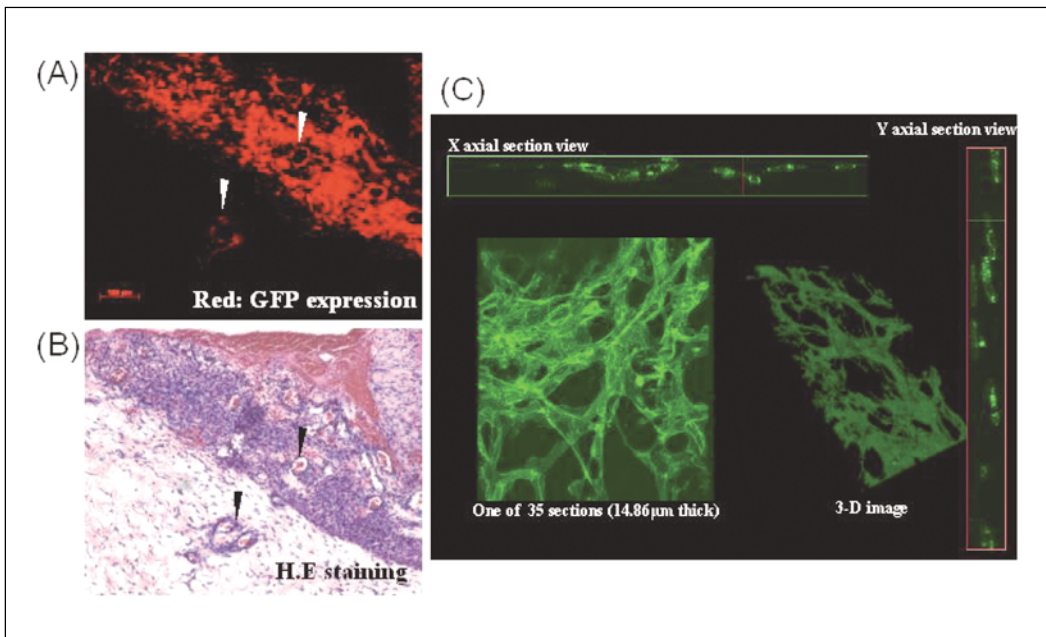 (A)
Red: GFP expression
(B)
H.E staining
(C)
X axial section view
Y axial section view
One of 35 sections (14.86μm thick)
3-D image